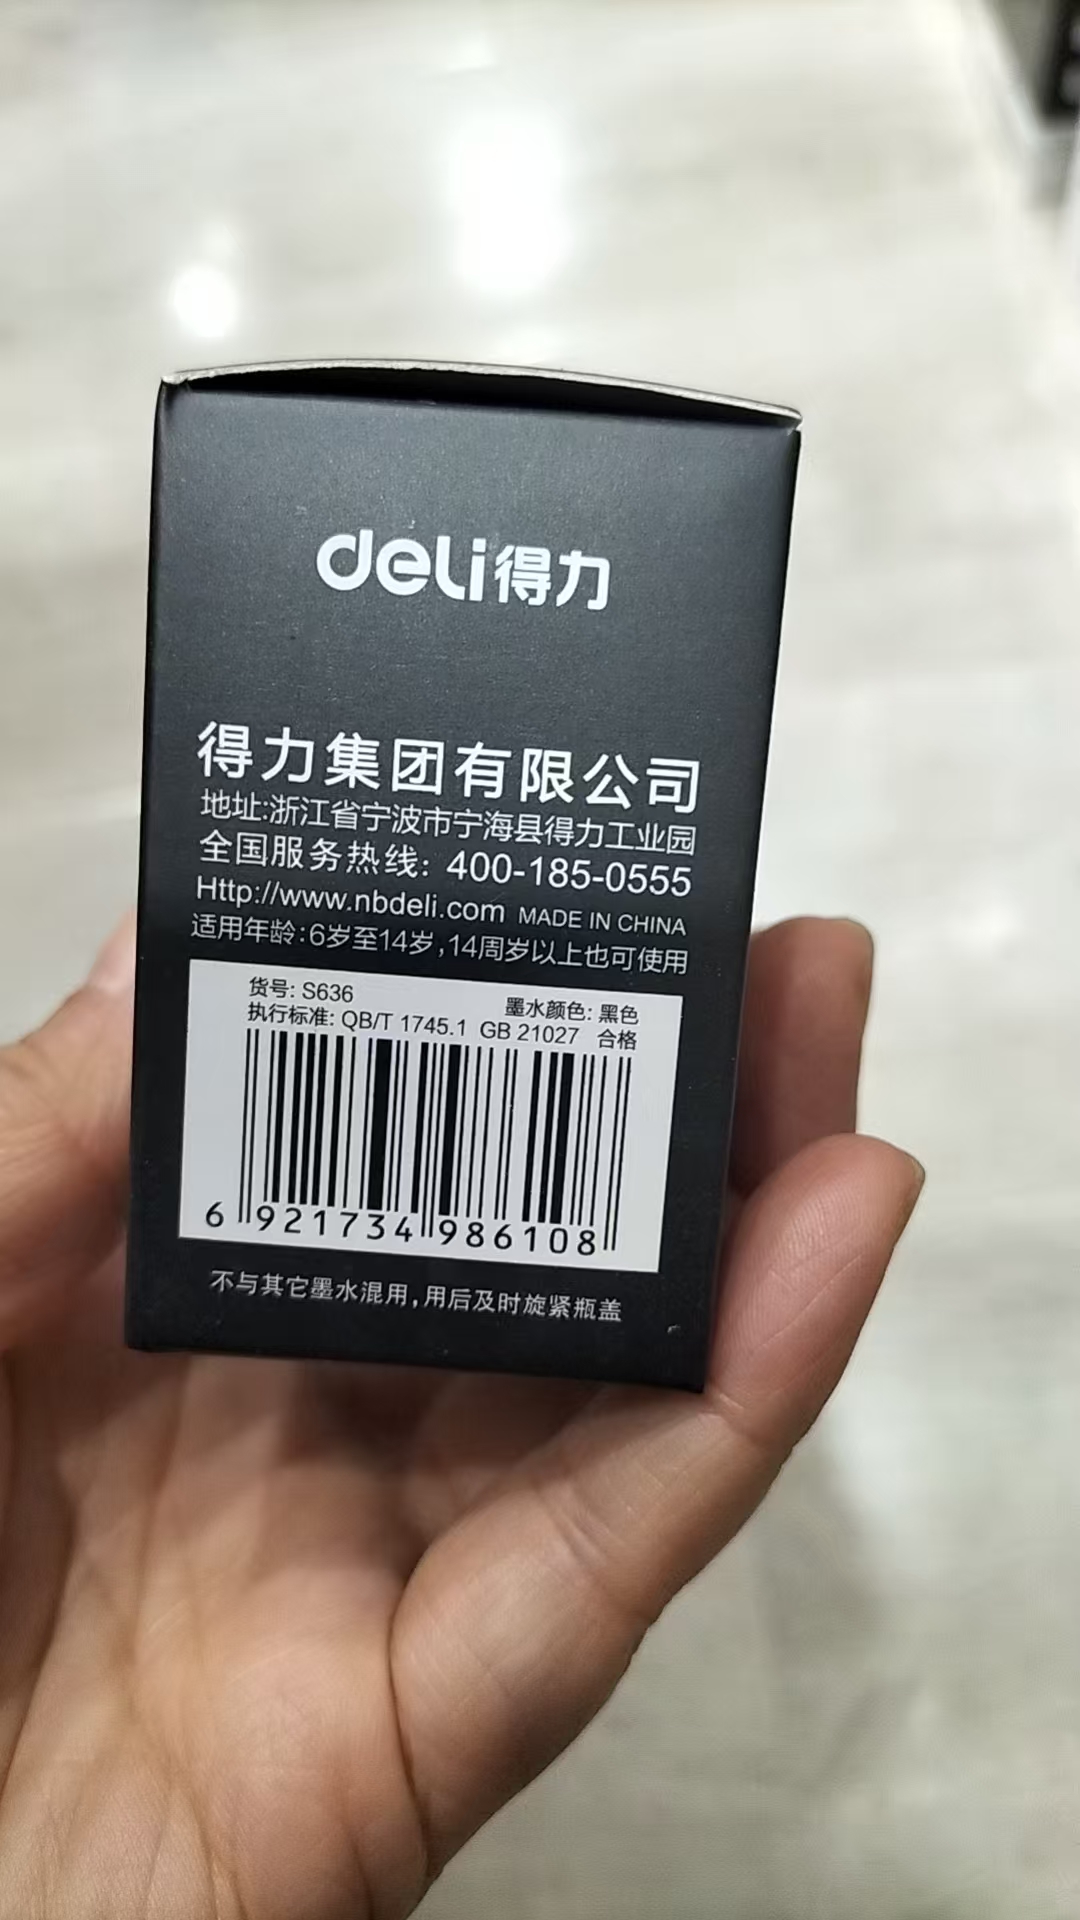 deli得力
得力集团有限公司
地址:浙江省宁波市宁海县得力工业园
全国服务热线: 400-185-0555
Http://www.nbdeli.com MADE IN CHINA
适用年龄:6岁至14岁,14周岁以上也可使用
货号: S636 墨水颜色: 黑色
执行标准: QB/T 1745.1 GB 21027 合格
6 921734 986108
不与其它墨水混用,用后及时旋紧瓶盖